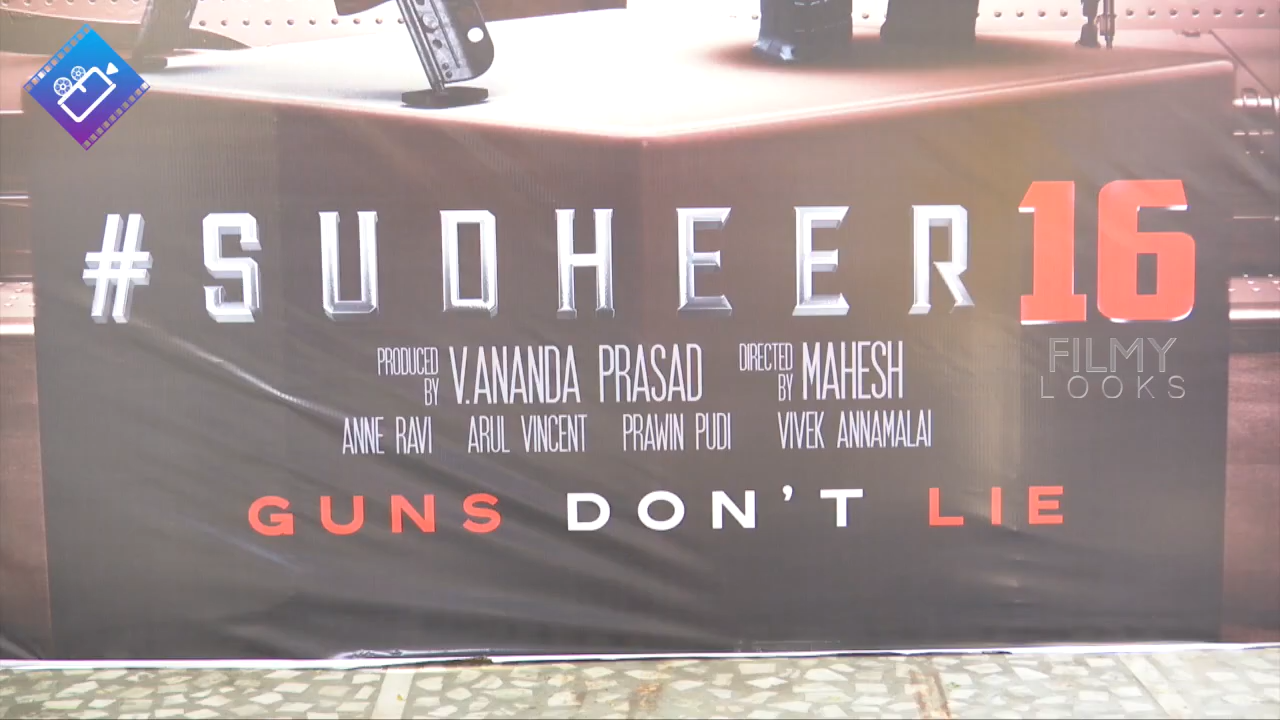 #SUDHEER16
PRODUCED BY V.ANANDA PRASAD DIRECTED BY MAHESH
ANNE RAVI ARUL VINCENT PRAWIN PUDI VIVEK ANNAMALAI
GUNS DON'T LIE
FILMY
LOOKS